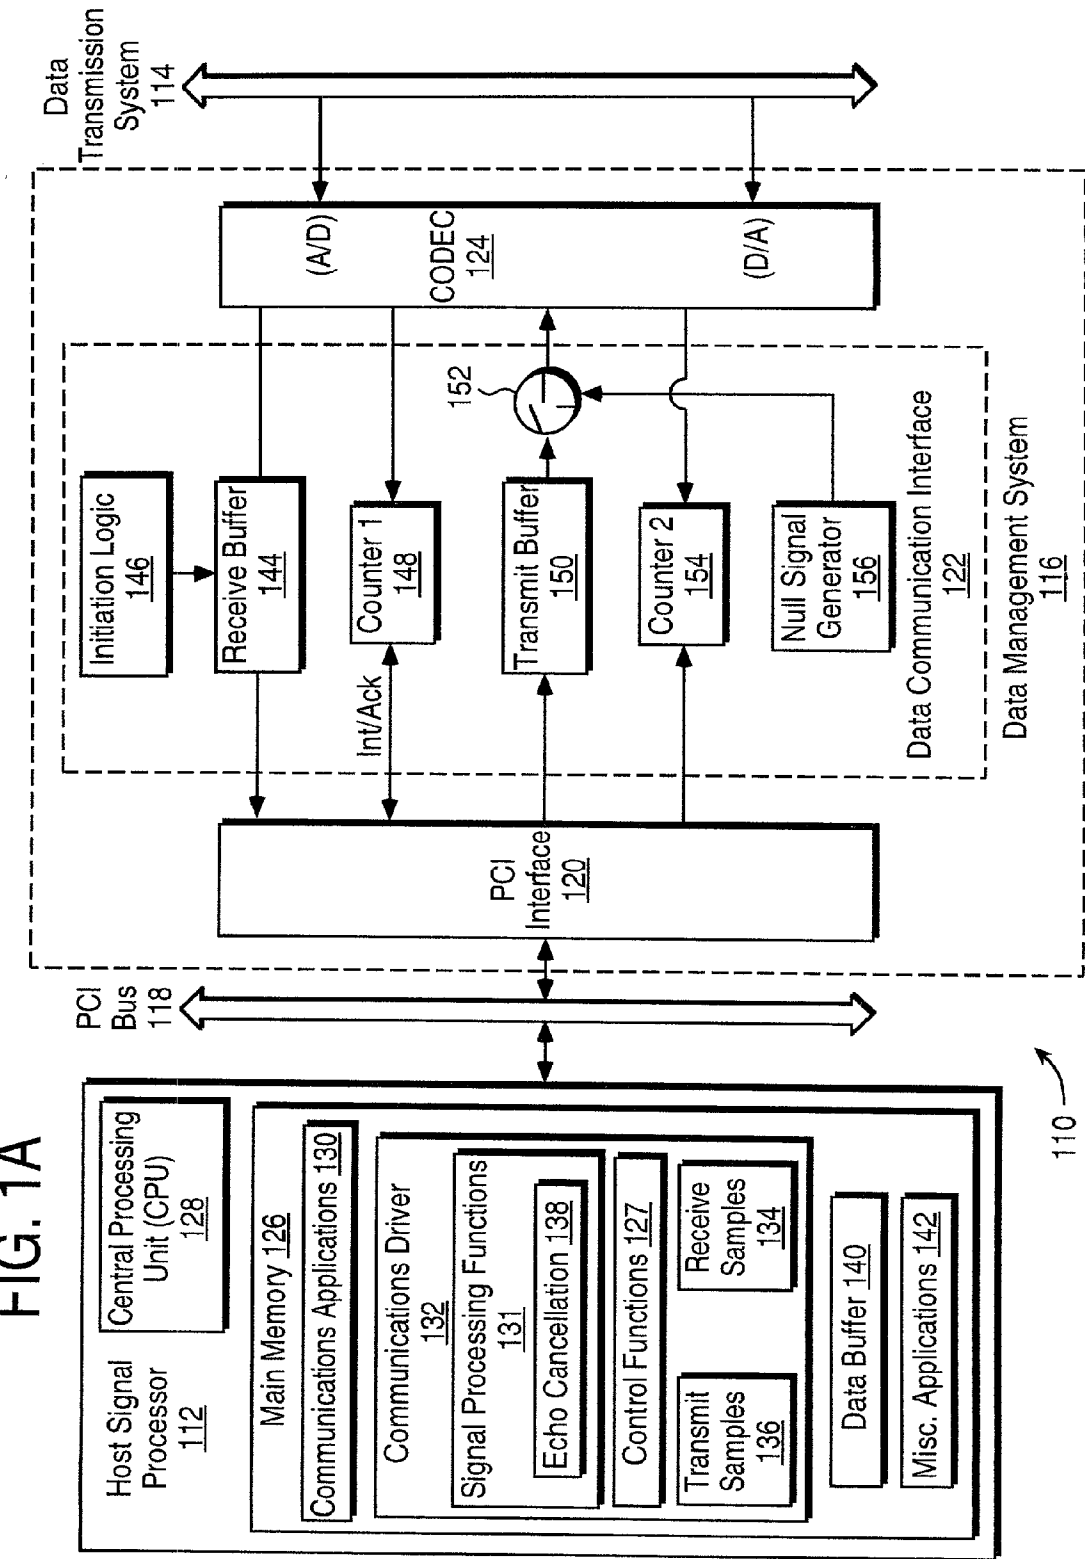 FIG. 1A
Host Signal
Processor
112
Central Processing
Unit (CPU)
128
Main Memory 126
Communications Applications 130
Communications Driver
132
Signal Processing Functions
131
Echo Cancellation 138
Control Functions 127
Transmit
Samples
136
Receive
Samples
134
Data Buffer 140
Misc. Applications 142
110
PCI
Bus
118
PCI
Interface
120
Initiation Logic
146
Receive Buffer
144
Int/Ack
Counter 1
148
Transmit Buffer
150
152
Counter 2
154
Null Signal
Generator
156
Data Communication Interface
122
Data Management System
116
(A/D)
CODEC
124
(D/A)
Data
Transmission
System
114